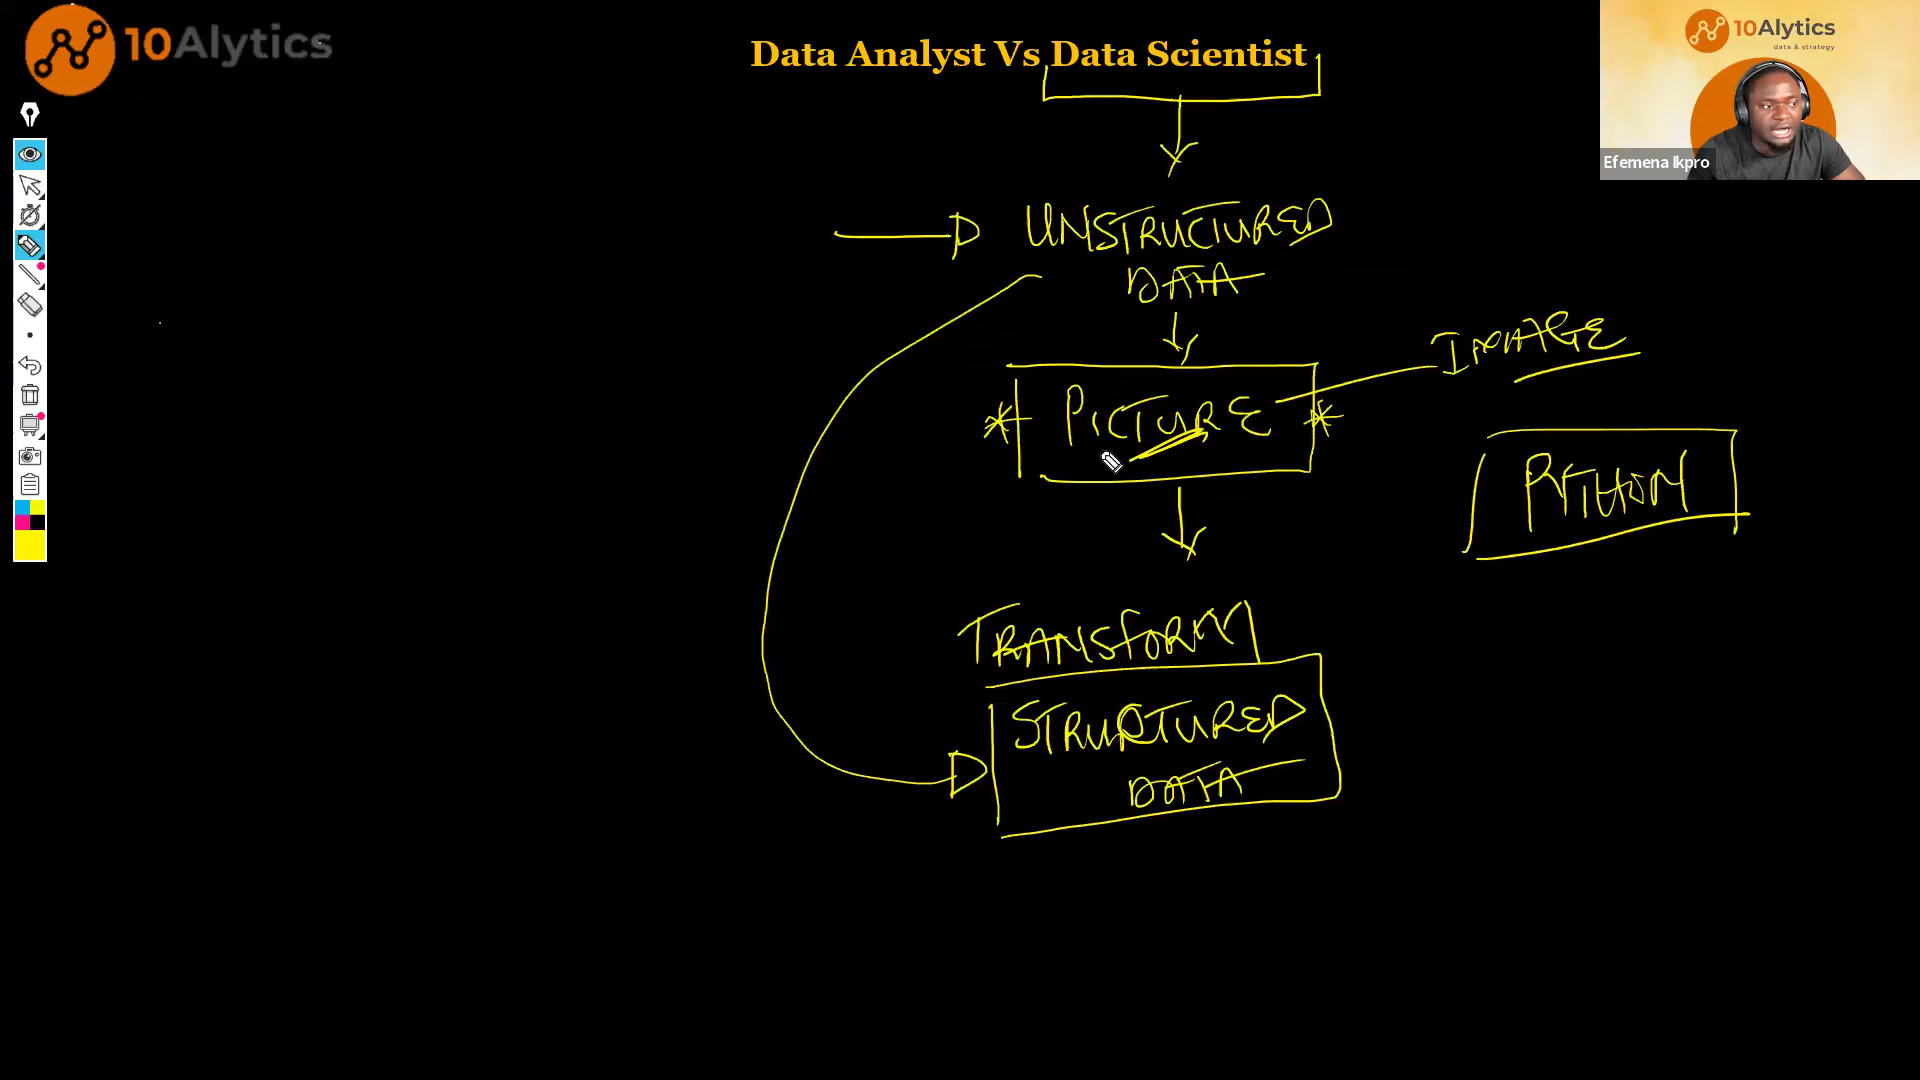 10Alytics
Data Analyst Vs Data Scientist
10Alytics
data & strategy
Efemena Ikpro
UNSTRUCTURED
DATA
IMAGE
PICTURE
PYTHON
TRANSFORM
STRUCTURED
DATA